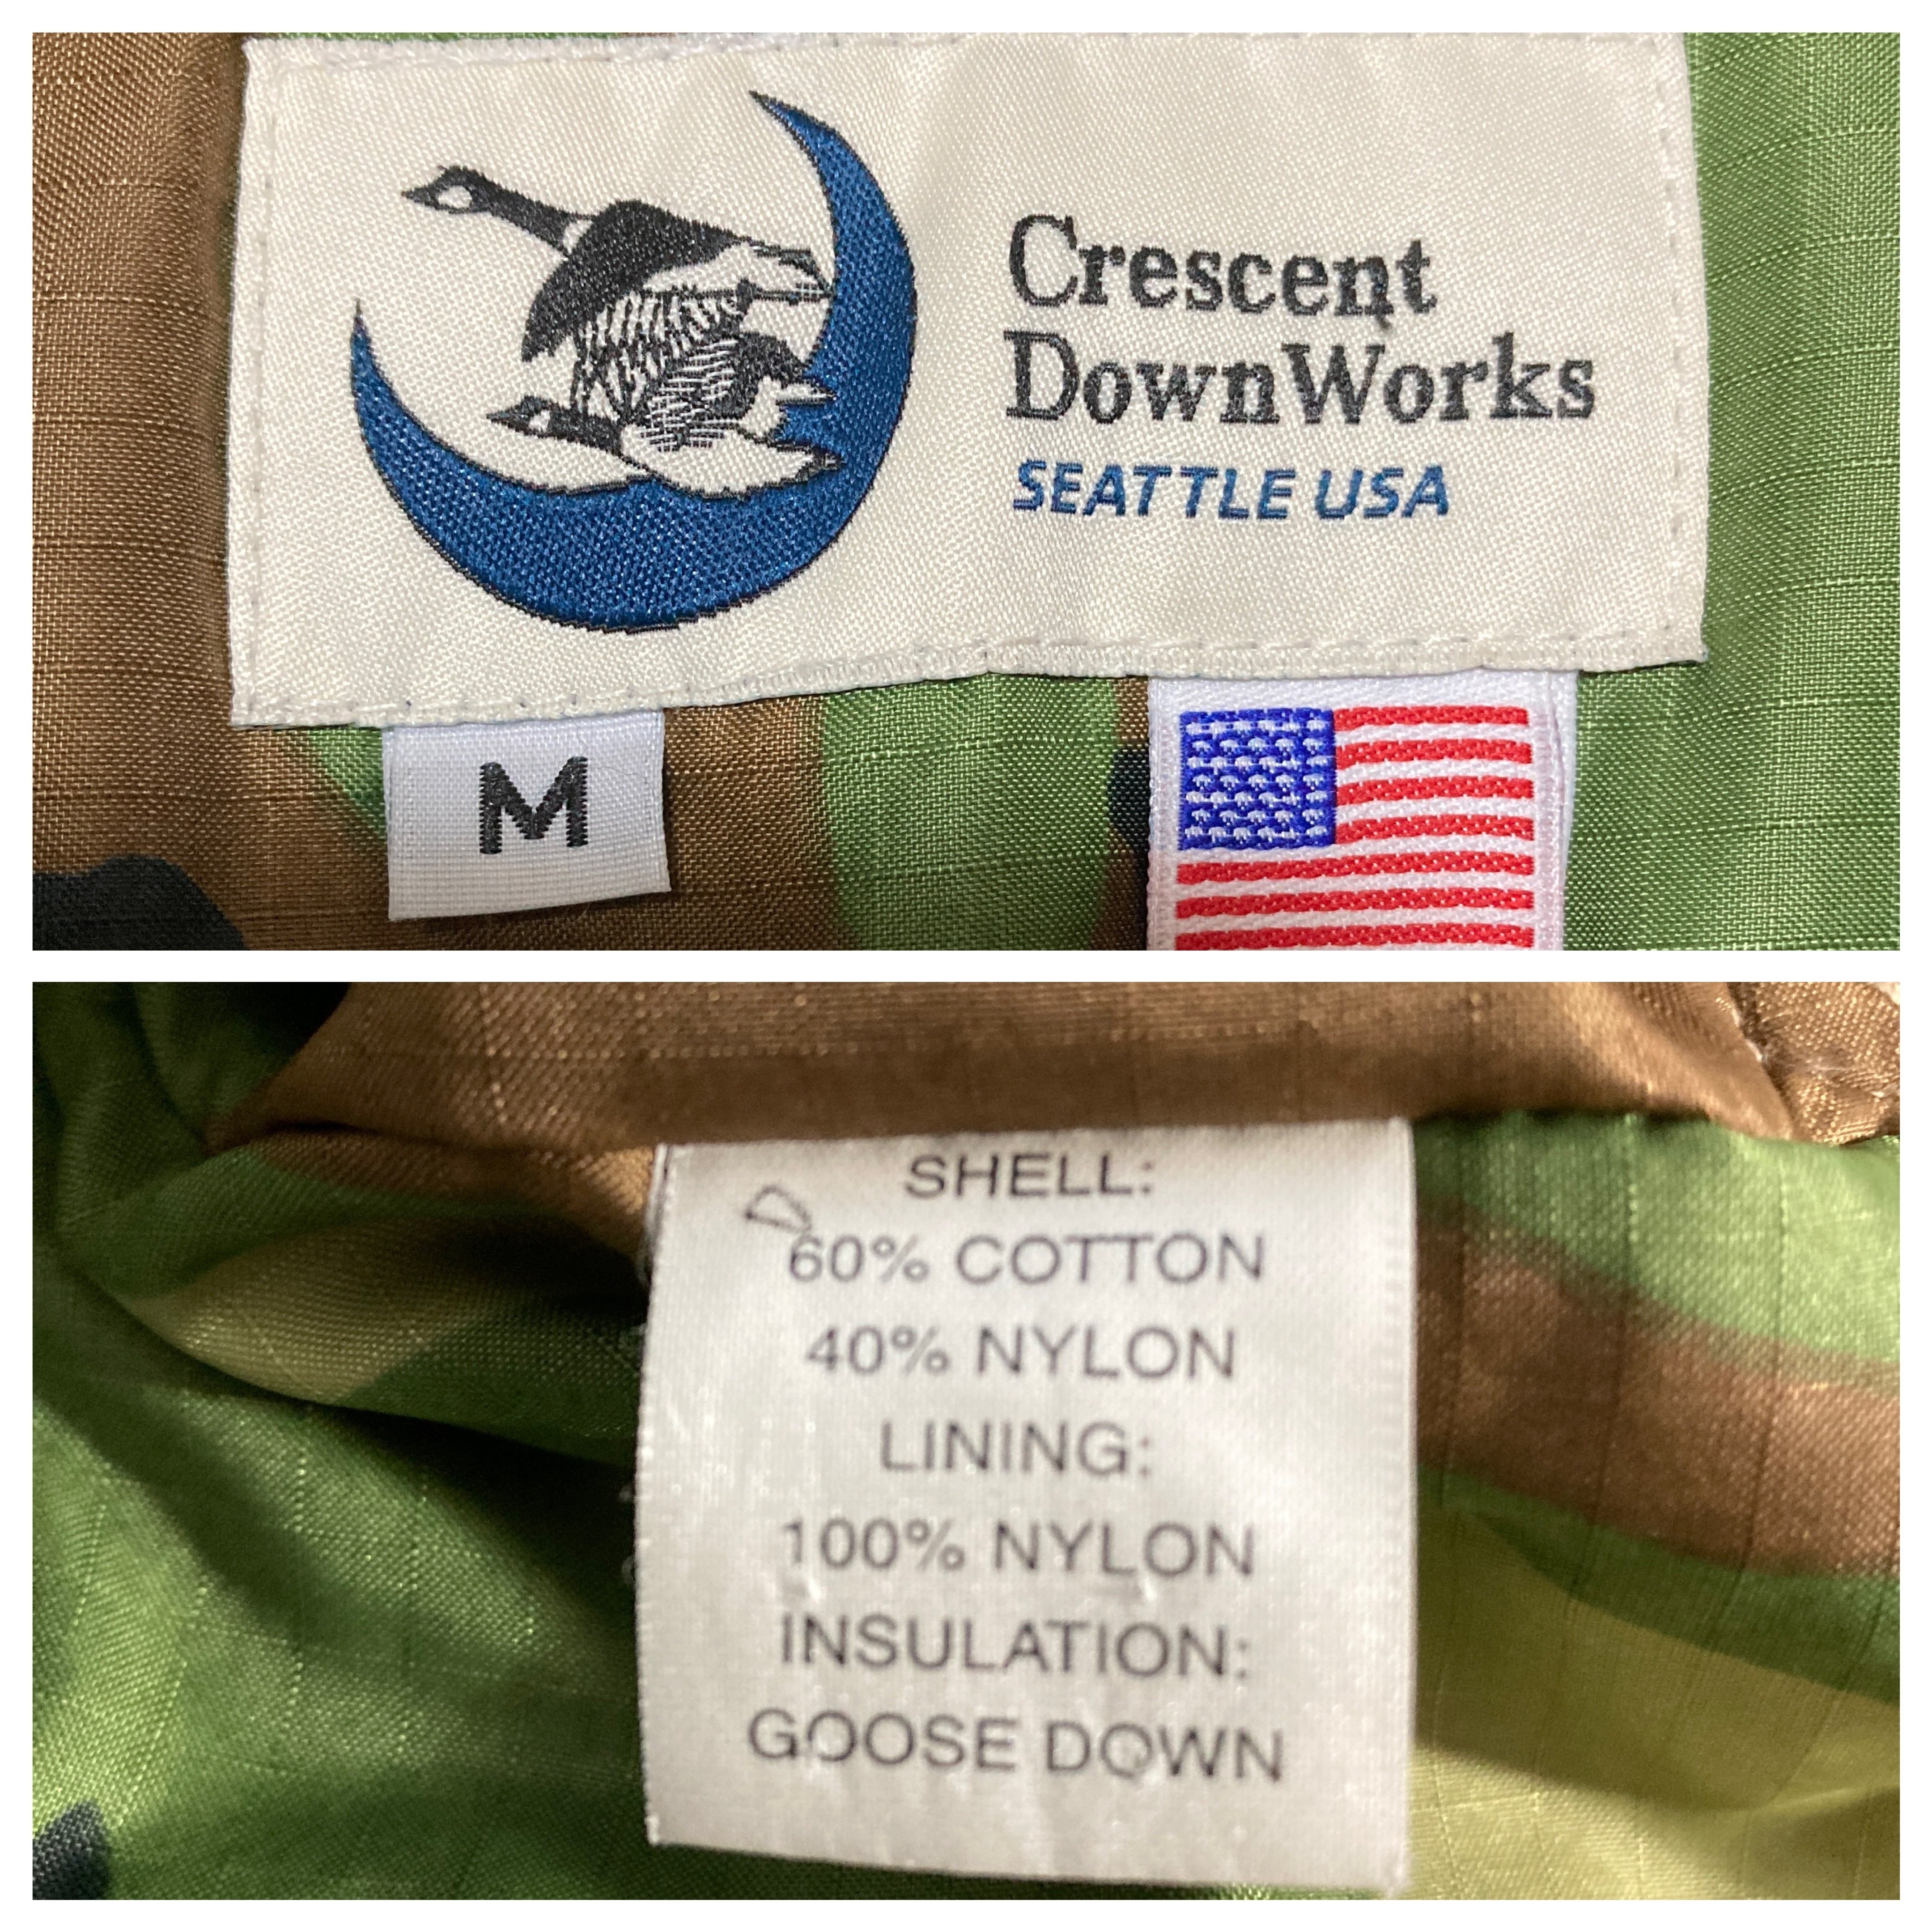 Crescent
DownWorks
SEATTLE USA
M
SHELL:
60% COTTON
40% NYLON
LINING:
100% NYLON
INSULATION:
GOOSE DOWN